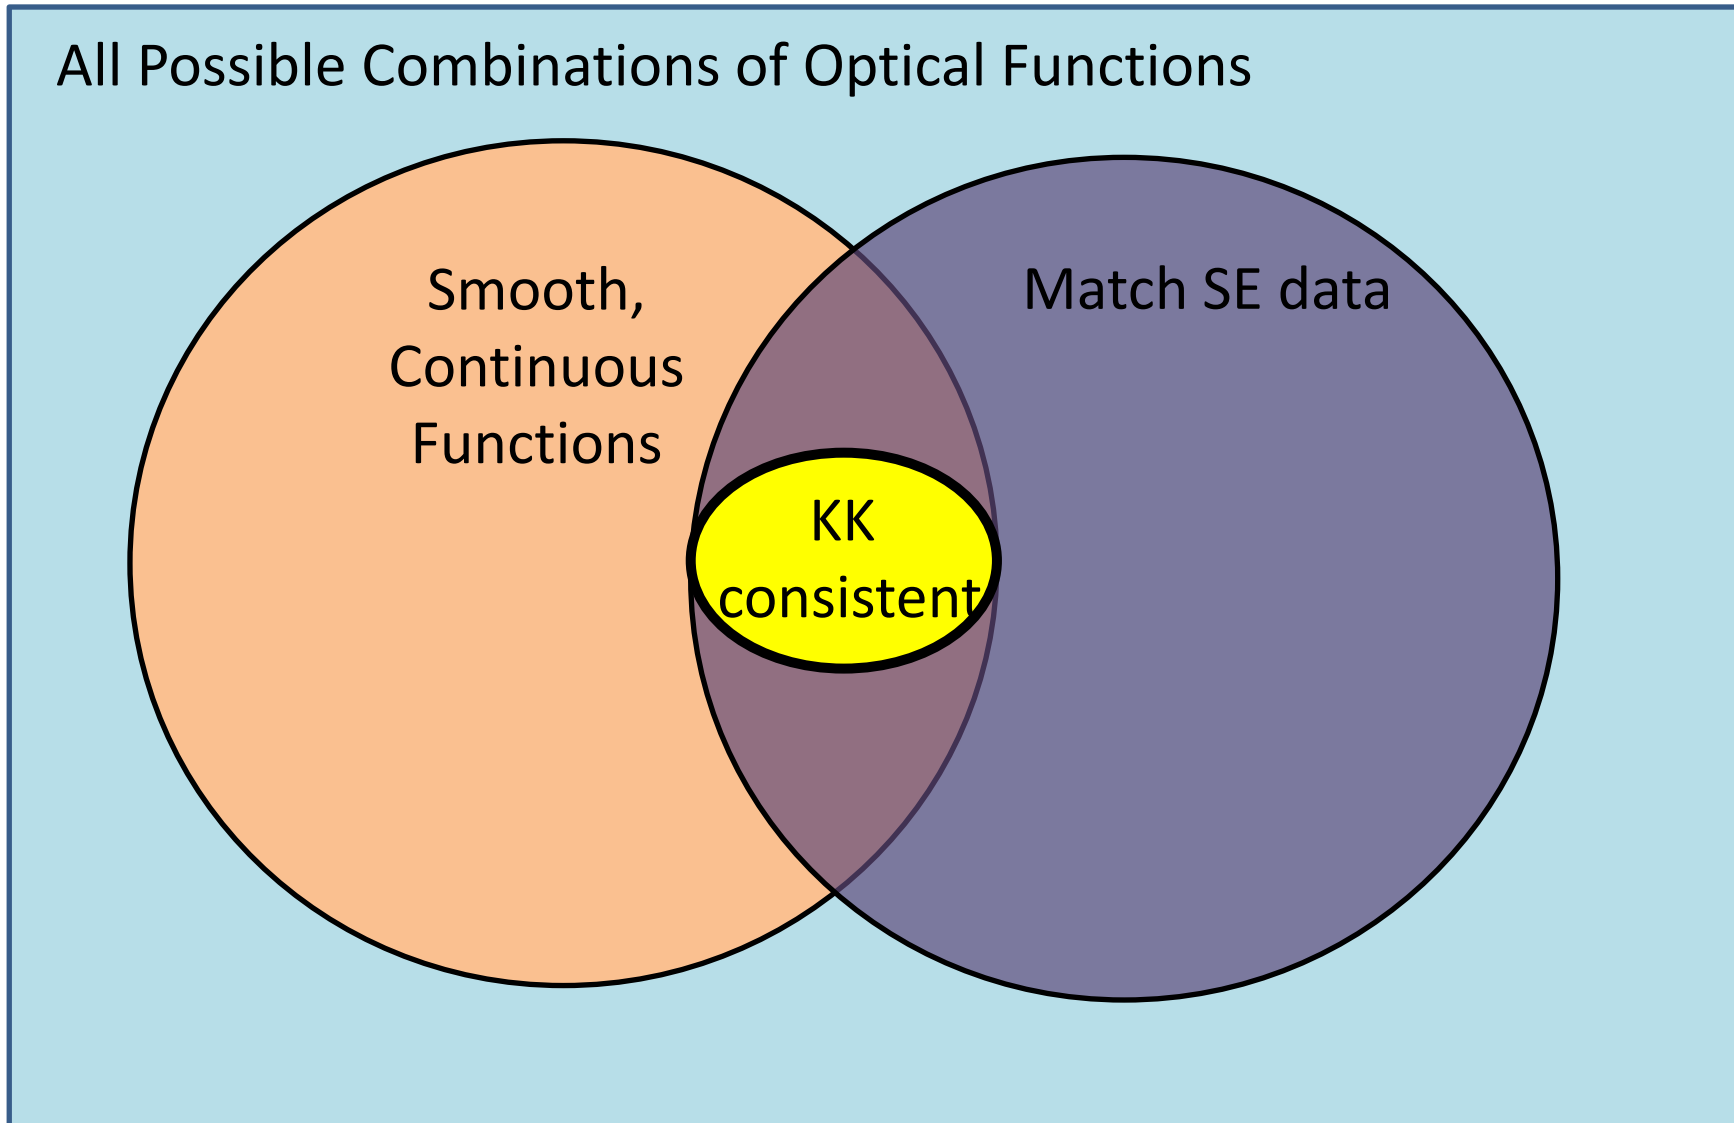 All Possible Combinations of Optical Functions
Smooth,
Continuous
Functions
Match SE data
KK
consistent